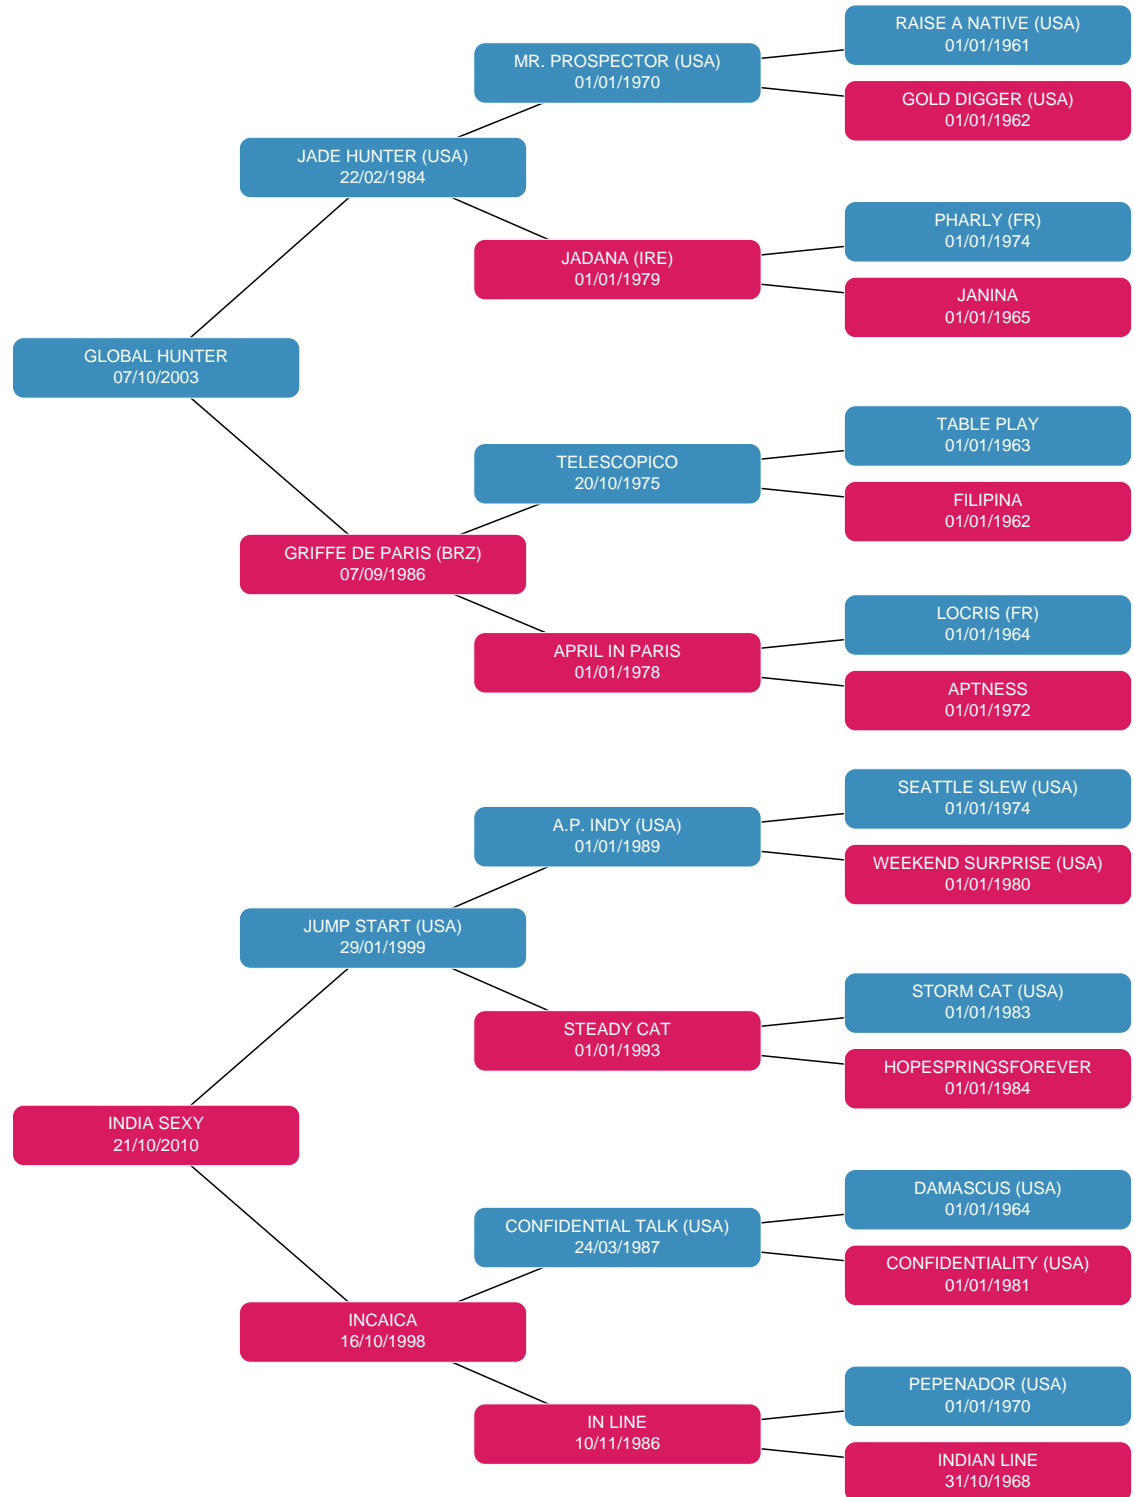 RAISE A NATIVE (USA)
01/01/1961
MR. PROSPECTOR (USA)
01/01/1970
GOLD DIGGER (USA)
01/01/1962
JADE HUNTER (USA)
22/02/1984
PHARLY (FR)
01/01/1974
JADANA (IRE)
01/01/1979
JANINA
01/01/1965
GLOBAL HUNTER
07/10/2003
TABLE PLAY
01/01/1963
TELESCOPICO
20/10/1975
FILIPINA
01/01/1962
GRIFFE DE PARIS (BRZ)
07/09/1986
LOCRIS (FR)
01/01/1964
APRIL IN PARIS
01/01/1978
APTNESS
01/01/1972
SEATTLE SLEW (USA)
01/01/1974
A.P. INDY (USA)
01/01/1989
WEEKEND SURPRISE (USA)
01/01/1980
JUMP START (USA)
29/01/1999
STORM CAT (USA)
01/01/1983
STEADY CAT
01/01/1993
HOPESPRINGSFOREVER
01/01/1984
INDIA SEXY
21/10/2010
DAMASCUS (USA)
01/01/1964
CONFIDENTIAL TALK (USA)
24/03/1987
CONFIDENTIALITY (USA)
01/01/1981
INCAICA
16/10/1998
PEPENADOR (USA)
01/01/1970
IN LINE
10/11/1986
INDIAN LINE
31/10/1968